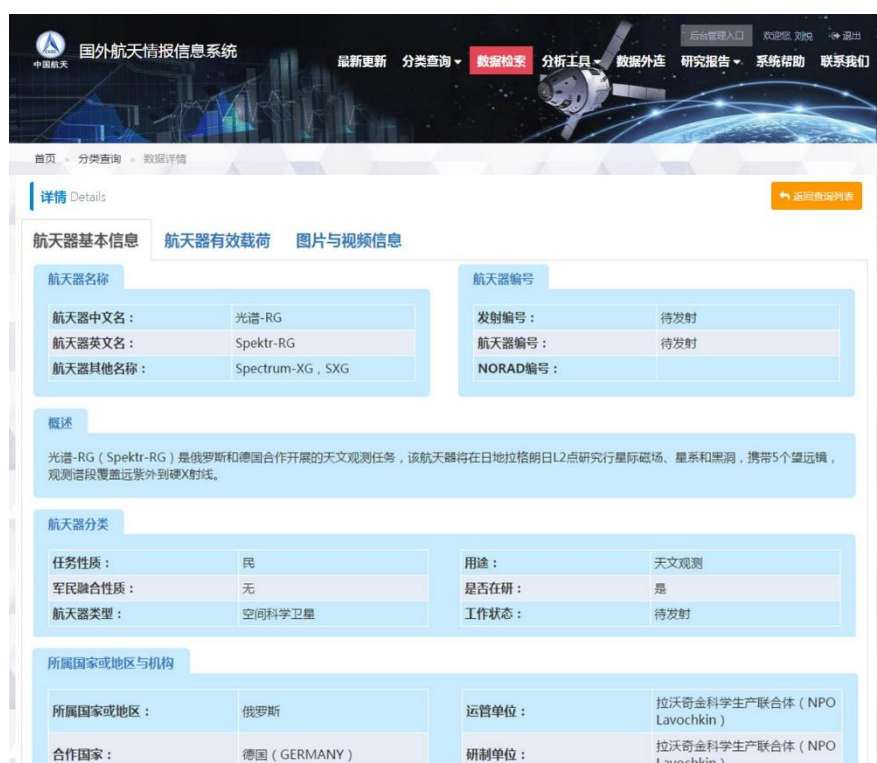 后台管理入口 欢迎您, 刘悦 退出
国外航天情报信息系统
中国航天
最新更新 分类查询 数据检索 分析工具 数据外连 研究报告 系统帮助 联系我们
首页 » 分类查询 » 数据详情
详情 Details
返回查询列表
航天器基本信息 航天器有效载荷 图片与视频信息
航天器名称
航天器中文名： 光谱-RG
航天器英文名： Spektr-RG
航天器其他名称： Spectrum-XG , SXG
航天器编号
发射编号： 待发射
航天器编号： 待发射
NORAD编号：
概述
光谱-RG ( Spektr-RG ) 是俄罗斯和德国合作开展的天文观测任务，该航天器将在日地拉格朗日L2点研究行星际磁场、星系和黑洞，携带5个望远镜，
观测谱段覆盖远紫外到硬X射线。
航天器分类
任务性质： 民
军民融合性质： 无
航天器类型： 空间科学卫星
用途： 天文观测
是否在研： 是
工作状态： 待发射
所属国家或地区与机构
所属国家或地区： 俄罗斯
合作国家： 德国 ( GERMANY )
运管单位： 拉沃奇金科学生产联合体 ( NPO
Lavochkin )
研制单位： 拉沃奇金科学生产联合体 ( NPO
Lavochkin )